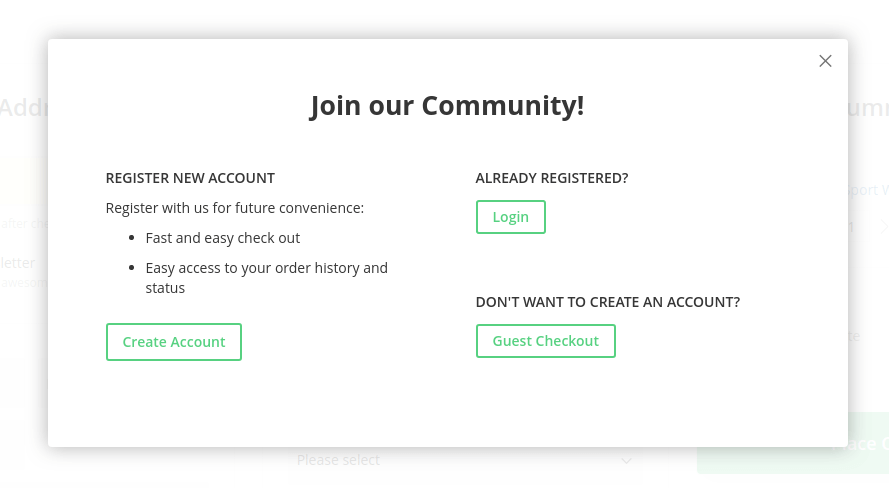 Join our Community!
REGISTER NEW ACCOUNT
Register with us for future convenience:
Fast and easy check out
Easy access to your order history and
status
Create Account
ALREADY REGISTERED?
Login
DON'T WANT TO CREATE AN ACCOUNT?
Guest Checkout
Please select